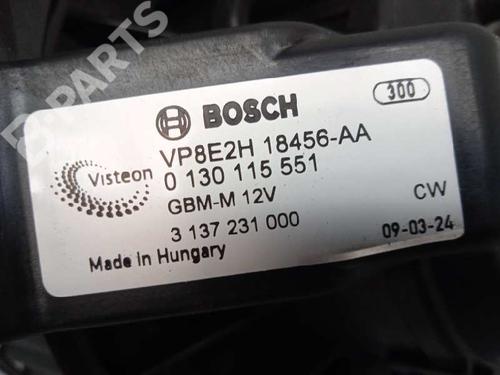 B-PARTS
BOSCH
300
Visteon
VP8E2H 18456-AA
0 130 115 551
GBM-M 12V
CW
3 137 231 000
09-03-24
Made in Hungary